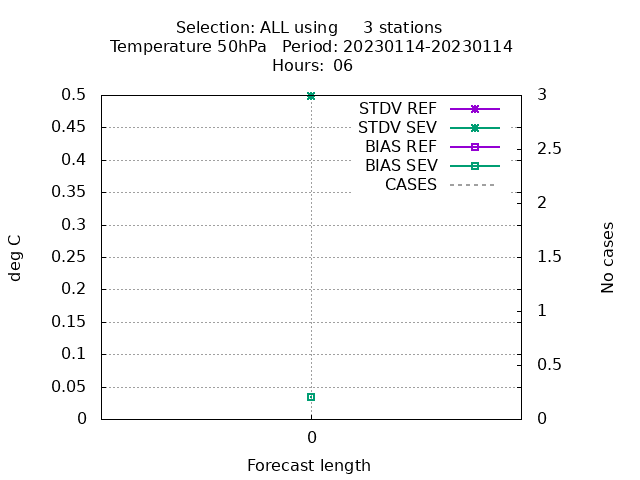 Selection: ALL using     3 stations
Temperature 50hPa   Period: 20230114-20230114
Hours:  06
0.5
0.45
0.4
0.35
0.3
0.25
0.2
0.15
0.1
0.05
0
deg C
STDV REF
STDV SEV
BIAS REF
BIAS SEV
CASES
3
2.5
2
1.5
1
0.5
0
No cases
0
Forecast length